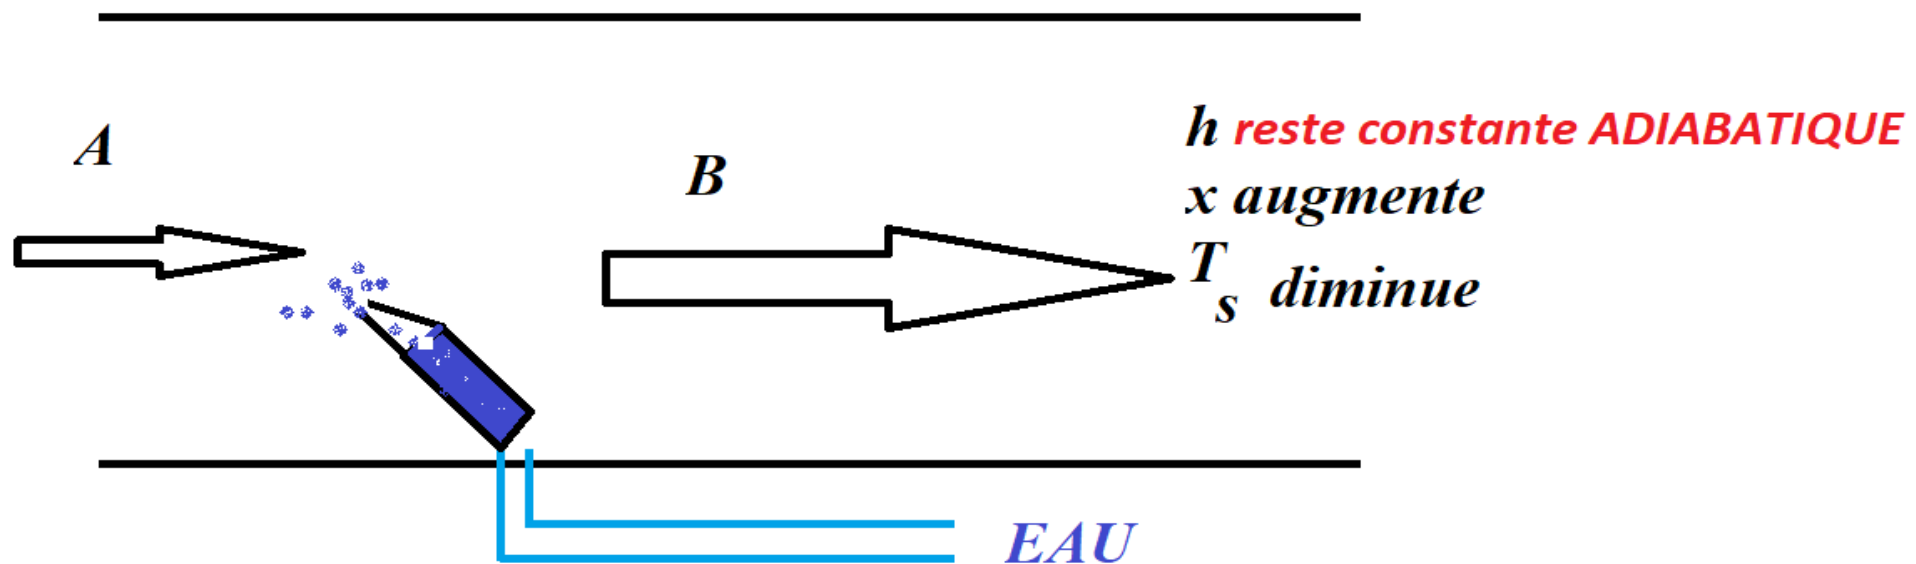 A
B
h reste constante ADIABATIQUE
x augmente
Ts diminue
EAU